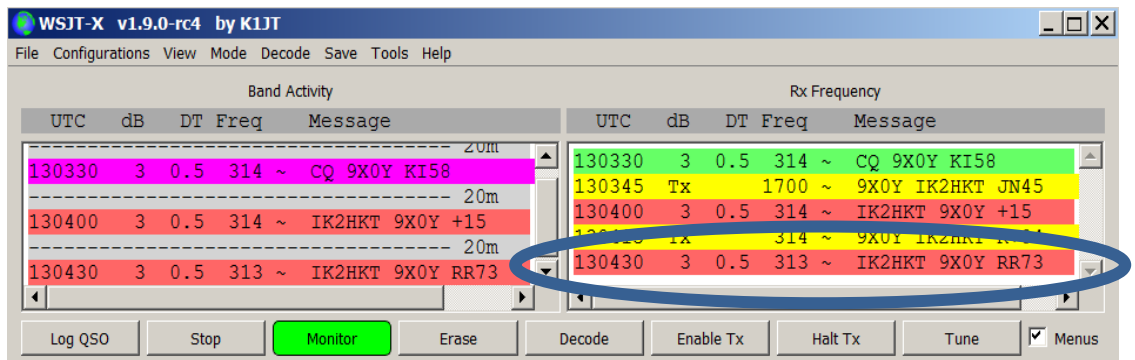 WSJT-X v1.9.0-rc4 by K1JT
File Configurations View Mode Decode Save Tools Help
Band Activity
UTC dB DT Freq Message
20m
130330 3 0.5 314 ~ CQ 9X0Y KI58
20m
130400 3 0.5 314 ~ IK2HKT 9X0Y +15
20m
130430 3 0.5 313 ~ IK2HKT 9X0Y RR73
Rx Frequency
UTC dB DT Freq Message
130330 3 0.5 314 ~ CQ 9X0Y KI58
130345 Tx 1700 ~ 9X0Y IK2HKT JN45
130400 3 0.5 314 ~ IK2HKT 9X0Y +15
Tx 314 ~ 9X0Y IK2HKT
130430 3 0.5 313 ~ IK2HKT 9X0Y RR73
Log QSO Stop Monitor Erase Decode Enable Tx Halt Tx Tune Menus